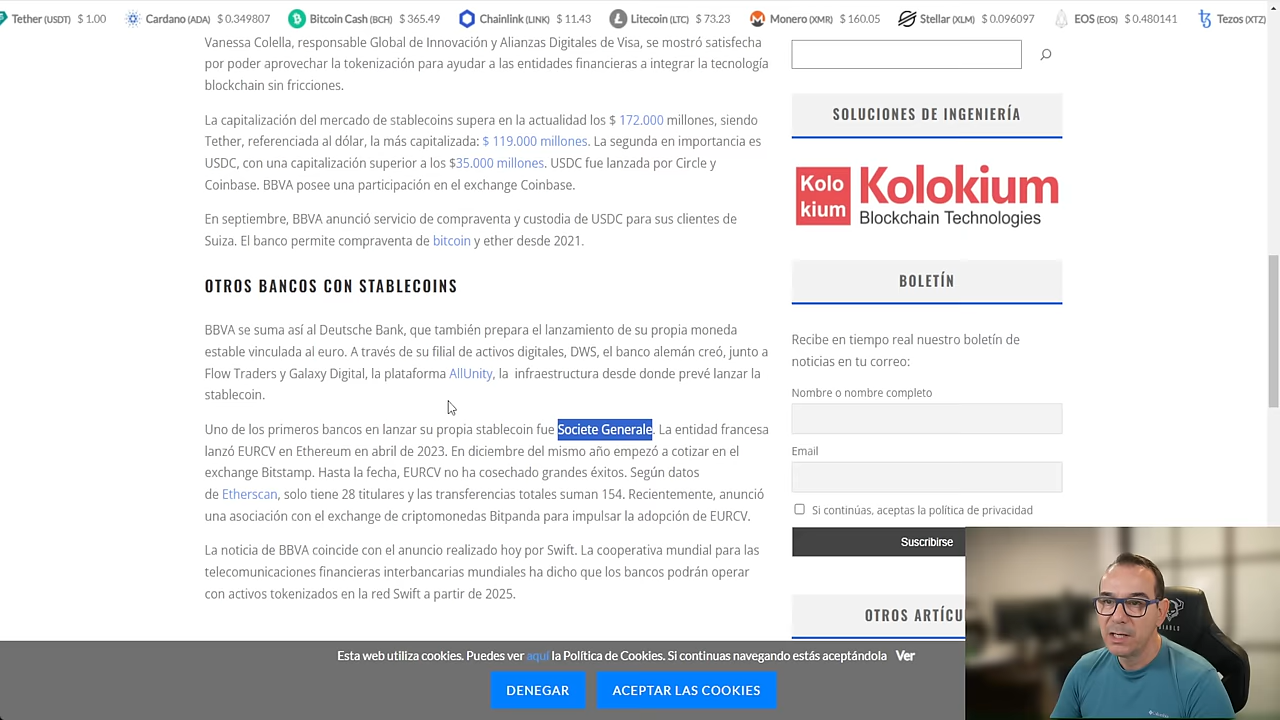 Tether (USDT) $ 1.00 Cardano (ADA) $ 0.349807 Bitcoin Cash (BCH) $ 365.49 Chainlink (LINK) $ 11.43 Litecoin (LTC) $ 73.23 Monero (XMR) $ 160.05 Stellar (XLM) $ 0.096097 EOS (EOS) $ 0.480141 Tezos (XTZ)
Vanessa Colella, responsable Global de Innovación y Alianzas Digitales de Visa, se mostró satisfecha
por poder aprovechar la tokenización para ayudar a las entidades financieras a integrar la tecnología
blockchain sin fricciones.
La capitalización del mercado de stablecoins supera en la actualidad los $ 172.000 millones, siendo
Tether, referenciada al dólar, la más capitalizada: $ 119.000 millones. La segunda en importancia es
USDC, con una capitalización superior a los $35.000 millones. USDC fue lanzada por Circle y
Coinbase. BBVA posee una participación en el exchange Coinbase.
En septiembre, BBVA anunció servicio de compraventa y custodia de USDC para sus clientes de
Suiza. El banco permite compraventa de bitcoin y ether desde 2021.
OTROS BANCOS CON STABLECOINS
BBVA se suma así al Deutsche Bank, que también prepara el lanzamiento de su propia moneda
estable vinculada al euro. A través de su filial de activos digitales, DWS, el banco alemán creó, junto a
Flow Traders y Galaxy Digital, la plataforma AllUnity, la infraestructura desde donde prevé lanzar la
stablecoin.
Uno de los primeros bancos en lanzar su propia stablecoin fue Societe Generale. La entidad francesa
lanzó EURCV en Ethereum en abril de 2023. En diciembre del mismo año empezó a cotizar en el
exchange Bitstamp. Hasta la fecha, EURCV no ha cosechado grandes éxitos. Según datos
de Etherscan, solo tiene 28 titulares y las transferencias totales suman 154. Recientemente, anunció
una asociación con el exchange de criptomonedas Bitpanda para impulsar la adopción de EURCV.
La noticia de BBVA coincide con el anuncio realizado hoy por Swift. La cooperativa mundial para las
telecomunicaciones financieras interbancarias mundiales ha dicho que los bancos podrán operar
con activos tokenizados en la red Swift a partir de 2025.
SOLUCIONES DE INGENIERÍA
Kolo
kium
Kolokium
Blockchain Technologies
BOLETÍN
Recibe en tiempo real nuestro boletín de
noticias en tu correo:
Nombre o nombre completo
Email
Si continúas, aceptas la política de privacidad
Suscribirse
OTROS ARTÍCU
Esta web utiliza cookies. Puedes ver aquí la Política de Cookies. Si continuas navegando estás aceptándola Ver
DENEGAR
ACEPTAR LAS COOKIES